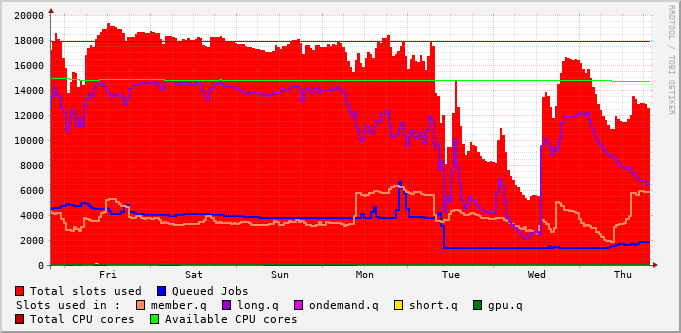 RRDTOOL / TOBI OETIKER
20000
18000
16000
14000
12000
10000
8000
6000
4000
2000
0
Fri Sat Sun Mon Tue Wed Thu
Total slots used Queued Jobs
Slots used in : member.q long.q ondemand.q short.q gpu.q
Total CPU cores Available CPU cores